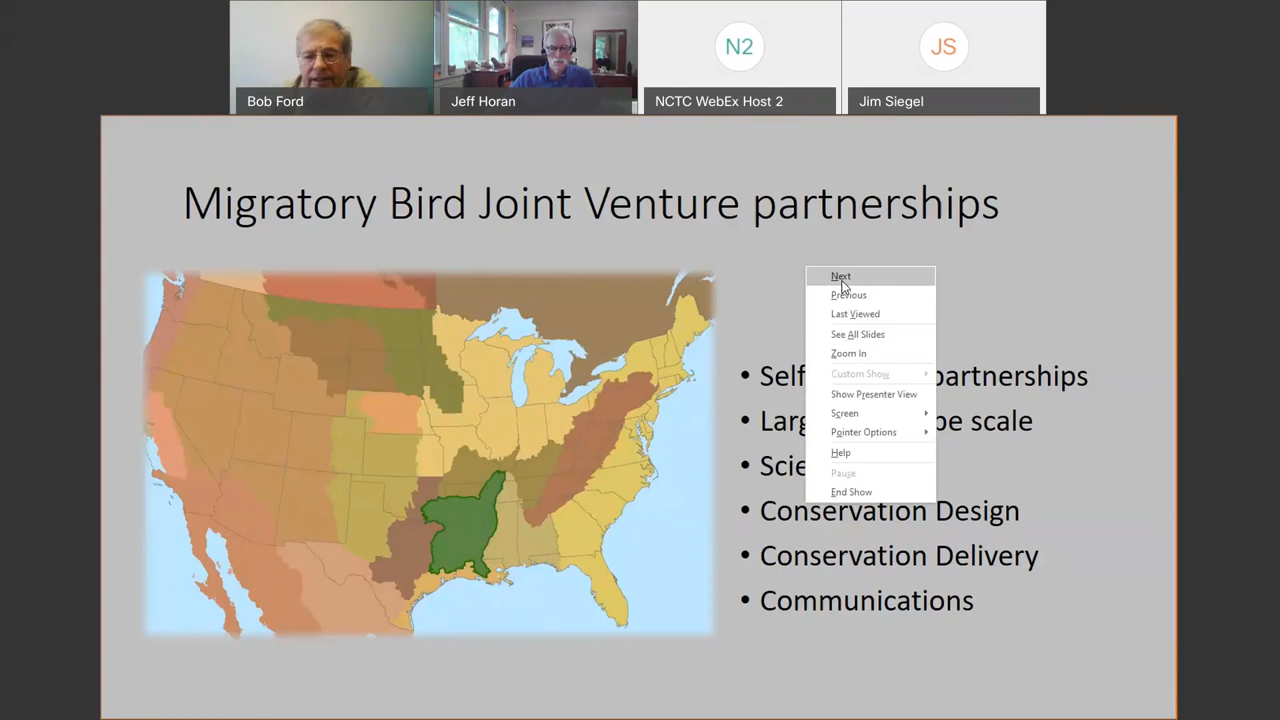 N2
JS
Bob Ford
Jeff Horan
NCTC WebEx Host 2
Jim Siegel
Migratory Bird Joint Venture partnerships
Next
Previous
Last Viewed
See All Slides
Zoom In
Custom Show
Show Presenter View
Screen
Pointer Options
Help
Pause
End Show
• Self partnerships
• Larg pe scale
• Scie
• Conservation Design
• Conservation Delivery
• Communications